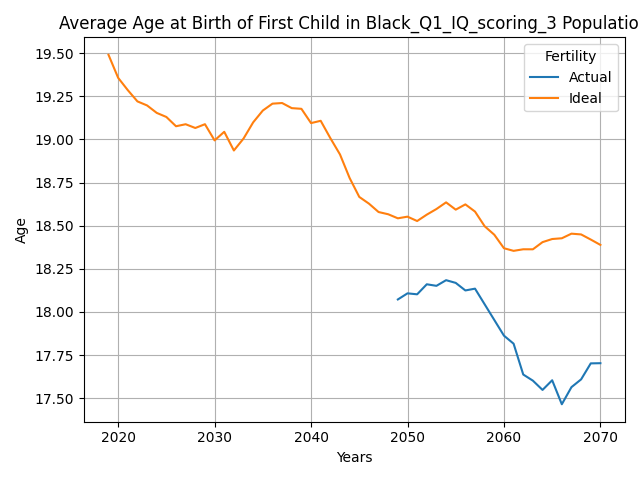 Average Age at Birth of First Child in Black_Q1_IQ_scoring_3 Populatio
Fertility
Actual
Ideal
Age
19.50
19.25
19.00
18.75
18.50
18.25
18.00
17.75
17.50
2020 2030 2040 2050 2060 2070
Years